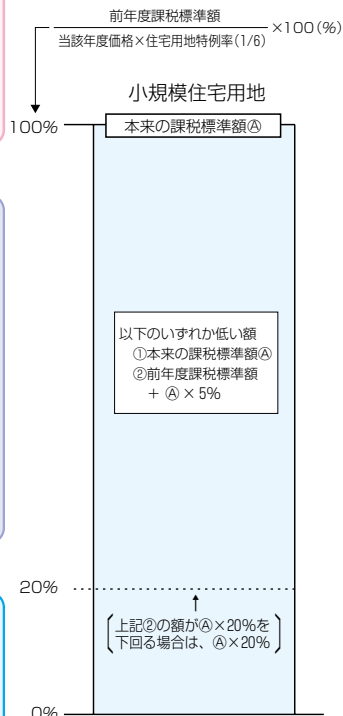 前年度課税標準額
当該年度価格×住宅用地特例率(1/6)
×100(%)
小規模住宅用地
100%
本来の課税標準額Ⓐ
以下のいずれか低い額
①本来の課税標準額Ⓐ
②前年度課税標準額
+ Ⓐ × 5%
20%
上記②の額がⒶ×20%を
下回る場合は、Ⓐ×20%
0%